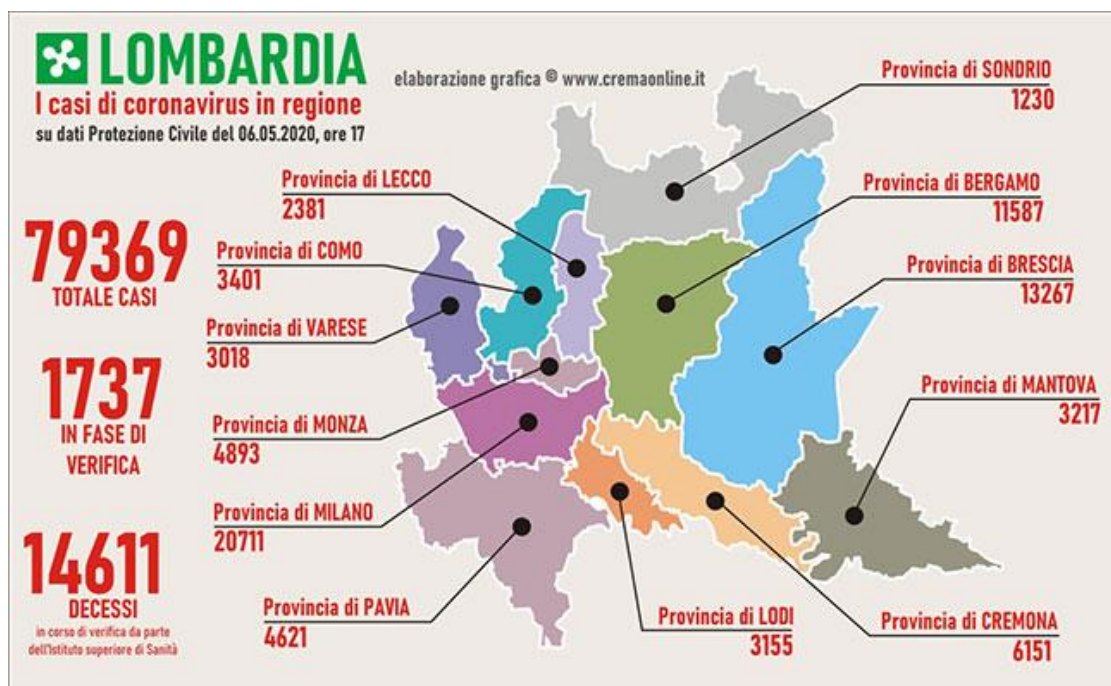 LOMBARDIA
I casi di coronavirus in regione
su dati Protezione Civile del 06.05.2020, ore 17
elaborazione grafica © www.cremaonline.it
Provincia di SONDRIO
1230
Provincia di LECCO
2381
Provincia di BERGAMO
11587
79369
TOTALE CASI
Provincia di COMO
3401
Provincia di BRESCIA
13267
Provincia di VARESE
3018
1737
IN FASE DI
VERIFICA
Provincia di MANTOVA
3217
Provincia di MONZA
4893
Provincia di MILANO
20711
14611
DECESSI
in corso di verifica da parte
dell'Istituto superiore di Sanità
Provincia di PAVIA
4621
Provincia di LODI
3155
Provincia di CREMONA
6151